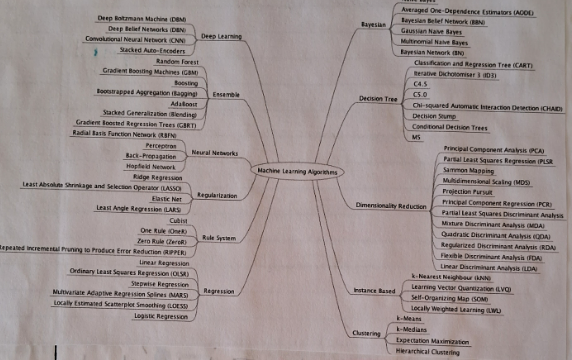 Deep Boltzmann Machine (DBM)
Deep Belief Networks (DBN)
Convolutional Neural Network (CNN)
Stacked Auto-Encoders
Deep Learning
Random Forest
Gradient Boosting Machines (GBM)
Boosting
Bootstrapped Aggregation (Bagging)
AdaBoost
Stacked Generalization (Blending)
Gradient Boosted Regression Trees (GBRT)
Ensemble
Radial Basis Function Network (RBFN)
Perceptron
Back-Propagation
Hopfield Network
Neural Networks
Ridge Regression
Least Absolute Shrinkage and Selection Operator (LASSO)
Elastic Net
Least Angle Regression (LARS)
Regularization
Cubist
One Rule (OneR)
Zero Rule (ZeroR)
Repeated Incremental Pruning to Produce Error Reduction (RIPPER)
Rule System
Linear Regression
Ordinary Least Squares Regression (OLSR)
Stepwise Regression
Multivariate Adaptive Regression Splines (MARS)
Locally Estimated Scatterplot Smoothing (LOESS)
Logistic Regression
Regression
Machine Learning Algorithms
Bayesian
Averaged One-Dependence Estimators (AODE)
Bayesian Belief Network (BBN)
Gaussian Naive Bayes
Multinomial Naive Bayes
Bayesian Network (BN)
Decision Tree
Classification and Regression Tree (CART)
Iterative Dichotomiser 3 (ID3)
C4.5
C5.0
Chi-squared Automatic Interaction Detection (CHAID)
Decision Stump
Conditional Decision Trees
M5
Dimensionality Reduction
Principal Component Analysis (PCA)
Partial Least Squares Regression (PLSR
Sammon Mapping
Multidimensional Scaling (MDS)
Projection Pursuit
Principal Component Regression (PCR)
Partial Least Squares Discriminant Analysis
Mixture Discriminant Analysis (MDA)
Quadratic Discriminant Analysis (QDA)
Regularized Discriminant Analysis (RDA)
Flexible Discriminant Analysis (FDA)
Linear Discriminant Analysis (LDA)
Instance Based
k-Nearest Neighbour (kNN)
Learning Vector Quantization (LVQ)
Self-Organizing Map (SOM)
Locally Weighted Learning (LWL)
Clustering
k-Means
k-Medians
Expectation Maximization
Hierarchical Clustering